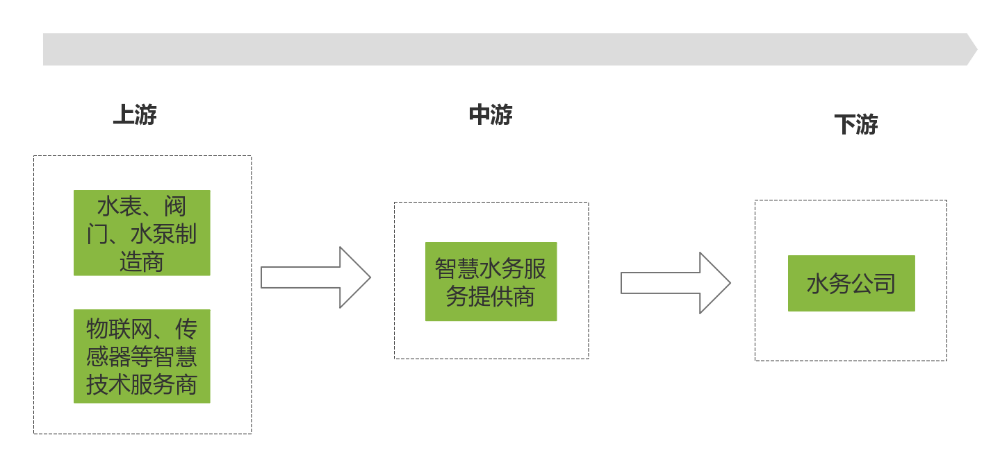 上游
中游
下游
水表、阀
门、水泵制
造商
物联网、传
感器等智慧
技术服务商
智慧水务服
务提供商
水务公司